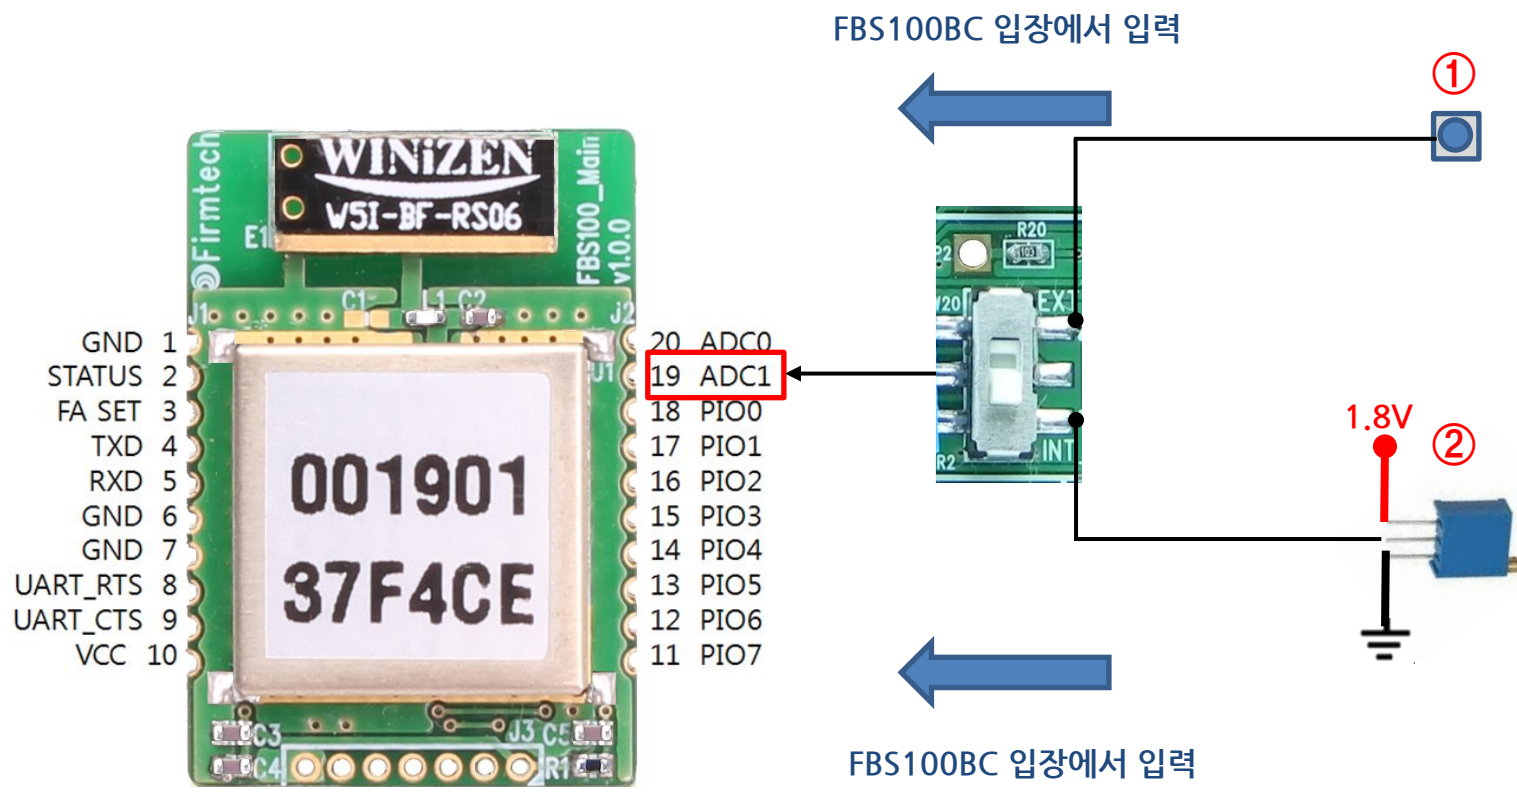 FBS100BC 입장에서 입력
①
WINiZEN
W5I-BF-RS06
Firmtech
E1
FBS100_Main
v1.0.0
J1
C1
L1
C2
J2
U1
GND 1
STATUS 2
FA SET 3
TXD 4
RXD 5
GND 6
GND 7
UART_RTS 8
UART_CTS 9
VCC 10
001901
37F4CE
20 ADC0
19 ADC1
18 PIO0
17 PIO1
16 PIO2
15 PIO3
14 PIO4
13 PIO5
12 PIO6
11 PIO7
R20
103
EXT
INT
R2
1.8V
②
C3
C4
J3
C5
R1
FBS100BC 입장에서 입력